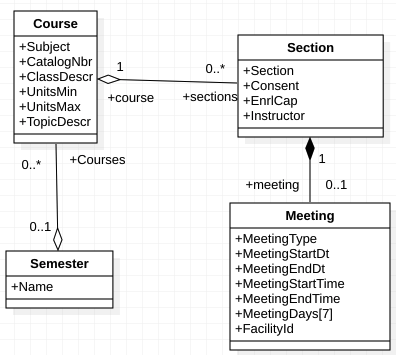 Course
+Subject
+CatalogNbr
+ClassDescr
+UnitsMin
+UnitsMax
+TopicDescr
1
0..*
+course
+sections
Section
+Section
+Consent
+EnrlCap
+Instructor
0..*
+Courses
1
+meeting
0..1
0..1
Semester
+Name
Meeting
+MeetingType
+MeetingStartDt
+MeetingEndDt
+MeetingStartTime
+MeetingEndTime
+MeetingDays[7]
+FacilityId